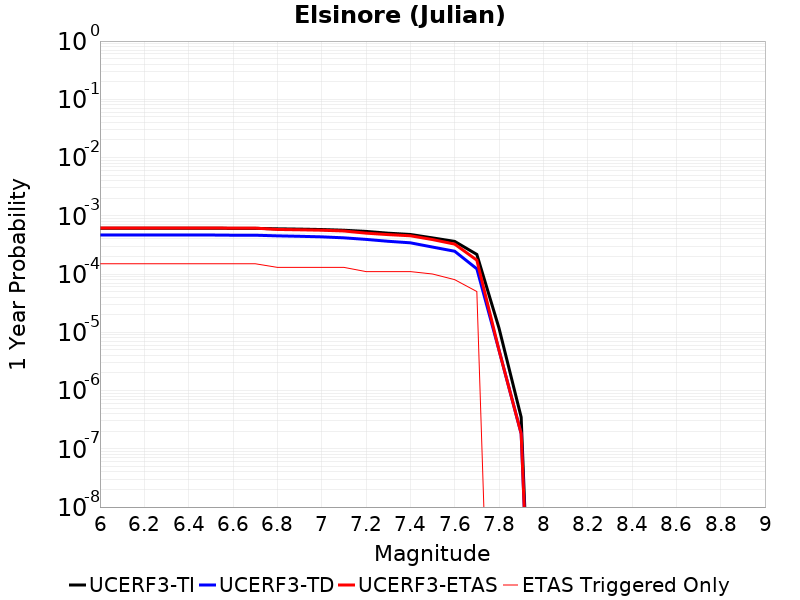 Elsinore (Julian)
1 Year Probability
10^0
10^-1
10^-2
10^-3
10^-4
10^-5
10^-6
10^-7
10^-8
6 6.2 6.4 6.6 6.8 7 7.2 7.4 7.6 7.8 8 8.2 8.4 8.6 8.8 9
Magnitude
UCERF3-TI UCERF3-TD UCERF3-ETAS ETAS Triggered Only